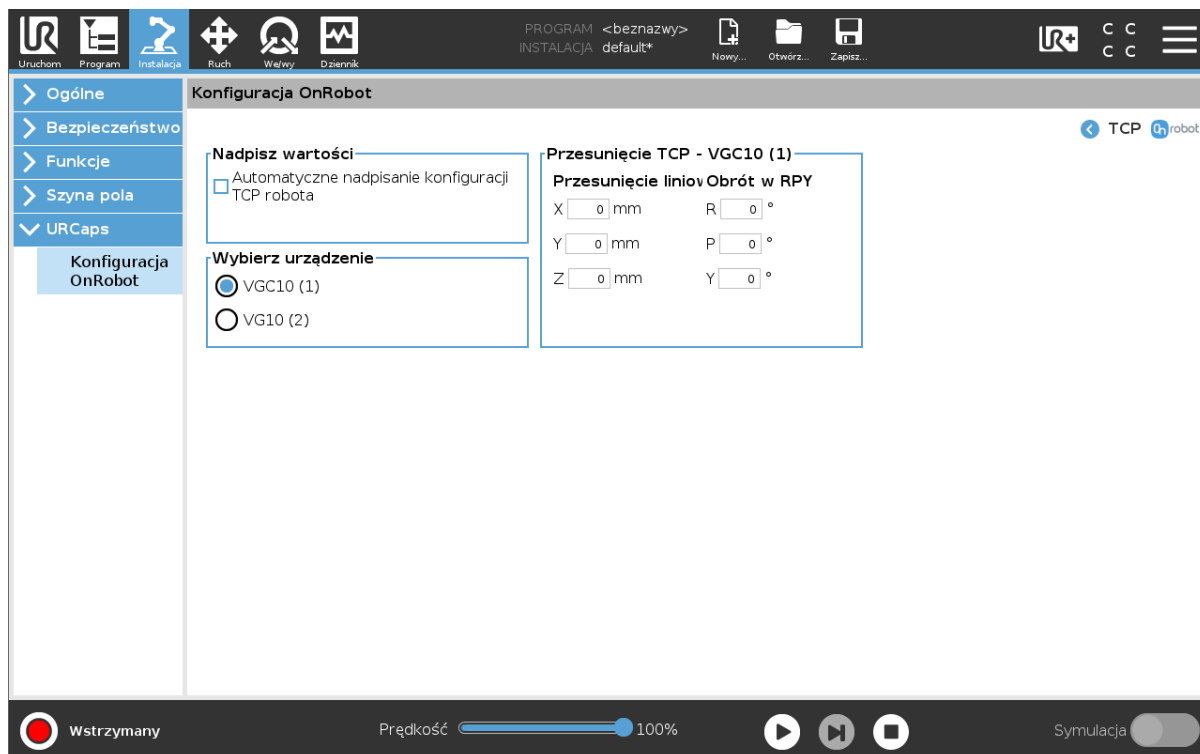 PROGRAM <beznazwy>
INSTALACJA default*
Uruchom Program Instalacja Ruch We/wy Dziennik Nowy... Otwórz... Zapisz...
UR UR+ C C
C C
Ogólne
Bezpieczeństwo
Funkcje
Szyna pola
URCaps
Konfiguracja
OnRobot
Konfiguracja OnRobot
TCP On robot
Nadpisz wartości
Automatyczne nadpisanie konfiguracji
TCP robota
Wybierz urządzenie
VGC10 (1)
VG10 (2)
Przesunięcie TCP - VGC10 (1)
Przesunięcie liniov Obrót w RPY
X 0 mm R 0 °
Y 0 mm P 0 °
Z 0 mm Y 0 °
Wstrzymany Prędkość 100% Symulacja